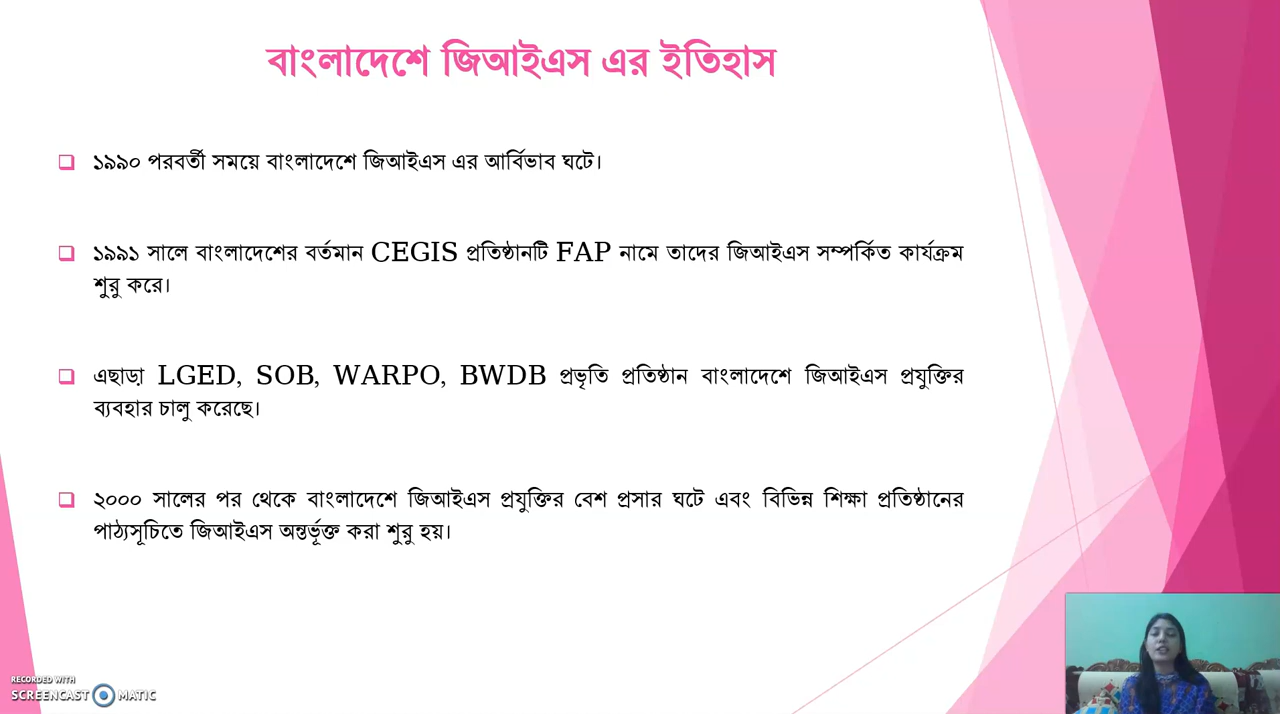 বাংলাদেশে জিআইএস এর ইতিহাস
১৯৯০ পরবর্তী সময়ে বাংলাদেশে জিআইএস এর আর্বিভাব ঘটে।
১৯৯১ সালে বাংলাদেশের বর্তমান CEGIS প্রতিষ্ঠানটি FAP নামে তাদের জিআইএস সম্পর্কিত কার্যক্রম
শুরু করে।
এছাড়া LGED, SOB, WARPO, BWDB প্রভৃতি প্রতিষ্ঠান বাংলাদেশে জিআইএস প্রযুক্তির
ব্যবহার চালু করেছে।
২০০০ সালের পর থেকে বাংলাদেশে জিআইএস প্রযুক্তির বেশ প্রসার ঘটে এবং বিভিন্ন শিক্ষা প্রতিষ্ঠানের
পাঠ্যসূচিতে জিআইএস অন্তর্ভূক্ত করা শুরু হয়।
RECORDED WITH
SCREENCAST MATIC